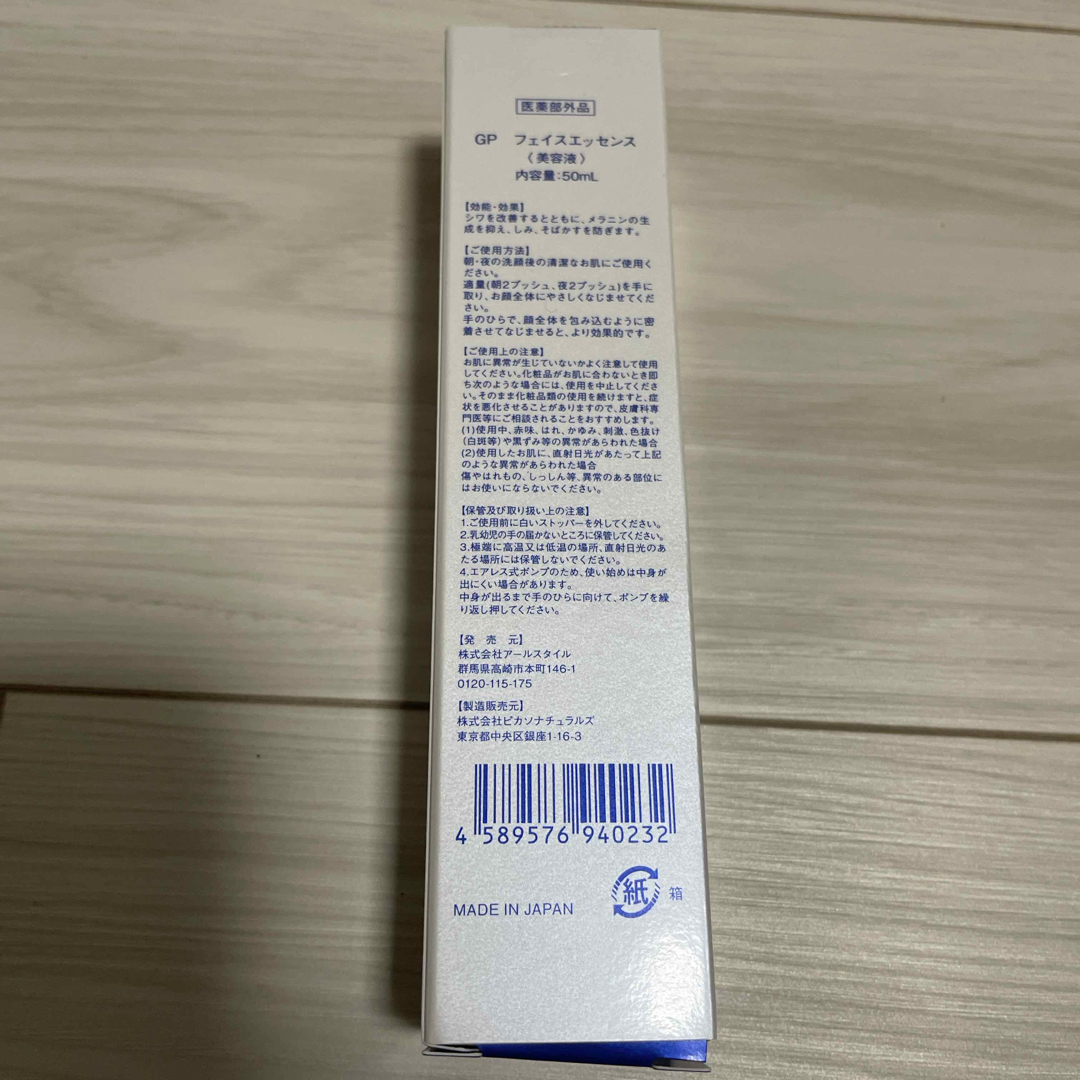 医薬部外品
GP フェイスエッセンス
〈美容液〉
内容量:50mL
【効能・効果】
シワを改善するとともに、メラニンの生
成を抑え、しみ、そばかすを防ぎます。
【ご使用方法】
朝・夜の洗顔後の清潔なお肌にご使用く
ださい。
適量(朝2プッシュ、夜2プッシュ)を手に
取り、お顔全体にやさしくなじませてくだ
さい。
手のひらで、顔全体を包み込むように密
着させてなじませると、より効果的です。
【ご使用上の注意】
お肌に異常が生じていないかよく注意して使用
してください。化粧品がお肌に合わないとき即
ち次のような場合には、使用を中止してくださ
い。そのまま化粧品類の使用を続けますと、症
状を悪化させることがありますので、皮膚科専
門医等にご相談されることをおすすめします。
(1)使用中、赤味、はれ、かゆみ、刺激、色抜け
(白斑等)や黒ずみ等の異常があらわれた場合
(2)使用したお肌に、直射日光があたって上記
のような異常があらわれた場合
傷やはれもの、しっしん等、異常のある部位に
はお使いにならないでください。
【保管及び取り扱い上の注意】
1.ご使用前に白いストッパーを外してください。
2.乳幼児の手の届かないところに保管してください。
3.極端に高温又は低温の場所、直射日光のあ
たる場所には保管しないでください。
4.エアレス式ポンプのため、使い始めは中身が
出にくい場合があります。
中身が出るまで手のひらに向けて、ポンプを繰
り返し押してください。
【発 売 元】
株式会社アールスタイル
群馬県高崎市本町146-1
0120-115-175
【製造販売元】
株式会社ピカソナチュラルズ
東京都中央区銀座1-16-3
4 589576 940232
紙 箱
MADE IN JAPAN